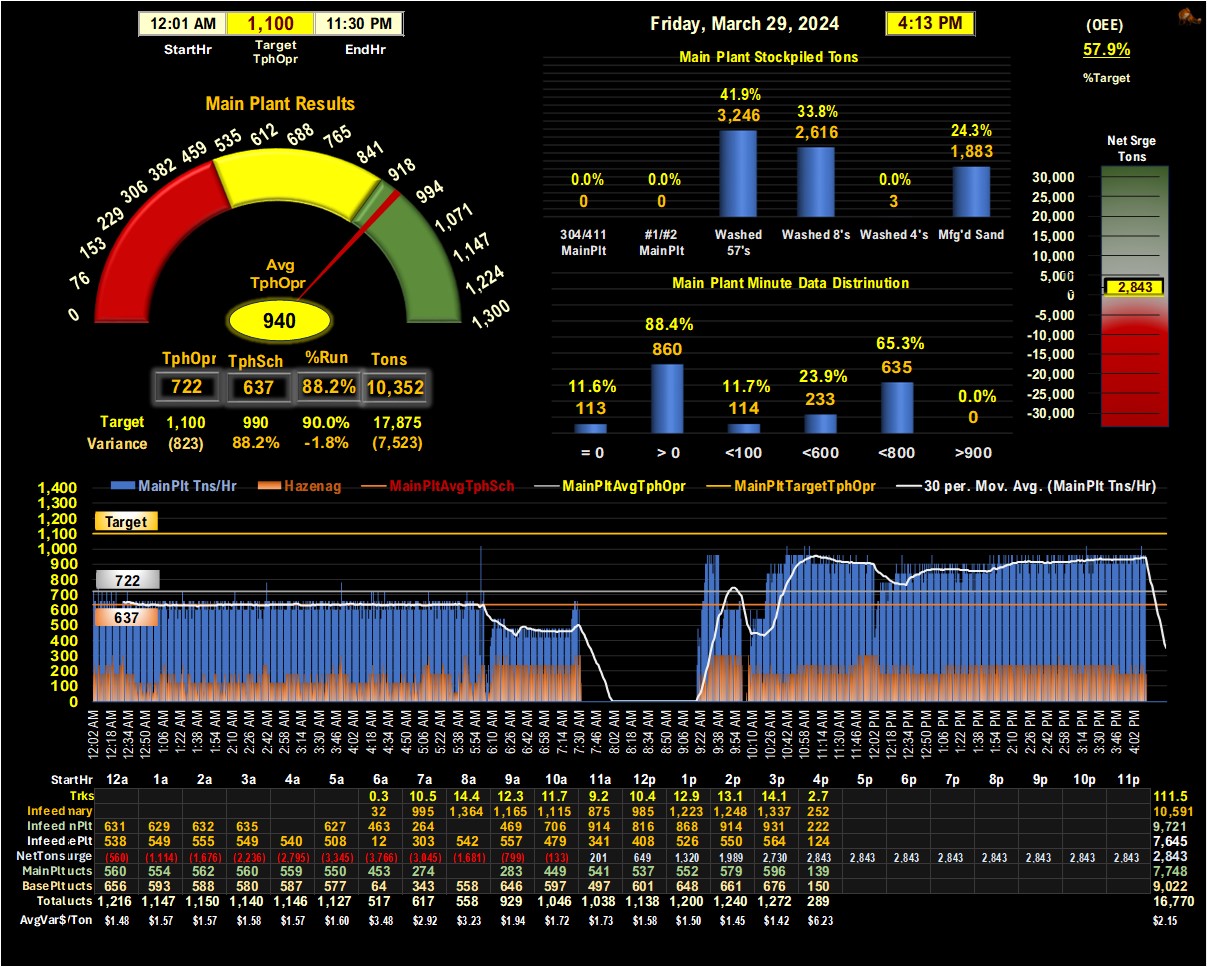 12:01 AM 1,100 11:30 PM
StartHr Target TphOpr EndHr
Friday, March 29, 2024 4:13 PM
(OEE)
57.9%
%Target
Main Plant Results
0 76 153 229 306 382 459 535 612 688 765 841 918 994 1,071 1,147 1,224 1,300
Avg
TphOpr
940
TphOpr TphSch %Run Tons
722 637 88.2% 10,352
Target 1,100 990 90.0% 17,875
Variance (823) 88.2% -1.8% (7,523)
Main Plant Stockpiled Tons
0.0% 0.0% 41.9% 33.8% 0.0% 24.3%
0 0 3,246 2,616 3 1,883
304/411 MainPlt #1/#2 MainPlt Washed 57's Washed 8's Washed 4's Mfg'd Sand
Main Plant Minute Data Distrinution
11.6% 88.4% 11.7% 23.9% 65.3% 0.0%
113 860 114 233 635 0
= 0 > 0 <100 <600 <800 >900
Net Srge
Tons
30,000
25,000
20,000
15,000
10,000
5,000
2,843
0
-5,000
-10,000
-15,000
-20,000
-25,000
-30,000
MainPlt Tns/Hr Hazenag MainPltAvgTphSch MainPltAvgTphOpr MainPltTargetTphOpr 30 per. Mov. Avg. (MainPlt Tns/Hr)
1,400
1,300
1,200
1,100
1,000
900
800
700
600
500
400
300
200
100
0
Target
722
637
12:02 AM 12:18 AM 12:34 AM 12:50 AM 1:06 AM 1:22 AM 1:38 AM 1:54 AM 2:10 AM 2:26 AM 2:42 AM 2:58 AM 3:14 AM 3:30 AM 3:46 AM 4:02 AM 4:18 AM 4:34 AM 4:50 AM 5:06 AM 5:22 AM 5:38 AM 5:54 AM 6:10 AM 6:26 AM 6:42 AM 6:58 AM 7:14 AM 7:30 AM 7:46 AM 8:02 AM 8:18 AM 8:34 AM 8:50 AM 9:06 AM 9:22 AM 9:38 AM 9:54 AM 10:10 AM 10:26 AM 10:42 AM 10:58 AM 11:14 AM 11:30 AM 11:46 AM 12:02 PM 12:18 PM 12:34 PM 12:50 PM 1:06 PM 1:22 PM 1:38 PM 1:54 PM 2:10 PM 2:26 PM 2:42 PM 2:58 PM 3:14 PM 3:30 PM 3:46 PM 4:02 PM
StartHr 12a 1a 2a 3a 4a 5a 6a 7a 8a 9a 10a 11a 12p 1p 2p 3p 4p 5p 6p 7p 8p 9p 10p 11p
Trks 0.3 10.5 14.4 12.3 11.7 9.2 10.4 12.9 13.1 14.1 2.7 111.5
Infeed nary 32 995 1,364 1,165 1,115 875 985 1,223 1,248 1,337 252 10,591
Infeed nPlt 631 629 632 635 627 463 264 469 706 914 816 868 914 931 222 9,721
Infeed ePlt 538 549 555 549 540 508 12 303 542 557 479 341 408 526 550 564 124 7,645
NetTonsurge (560) (1,114) (1,676) (2,236) (2,795) (3,345) (3,766) (3,045) (1,681) (799) (133) 201 649 1,320 1,989 2,730 2,843 2,843 2,843 2,843 2,843 2,843 2,843 2,843 2,843
MainPlt ucts 560 554 562 560 559 550 453 274 283 449 541 537 552 579 596 139 7,748
BasePlt ucts 656 593 588 580 587 577 64 343 558 646 597 497 601 648 661 676 150 9,022
Total ucts 1,216 1,147 1,150 1,140 1,146 1,127 517 617 558 929 1,046 1,038 1,138 1,200 1,240 1,272 289 16,770
AvgVar$/Ton $1.48 $1.57 $1.57 $1.58 $1.57 $1.60 $3.48 $2.92 $3.23 $1.94 $1.72 $1.73 $1.58 $1.50 $1.45 $1.42 $6.23 $2.15